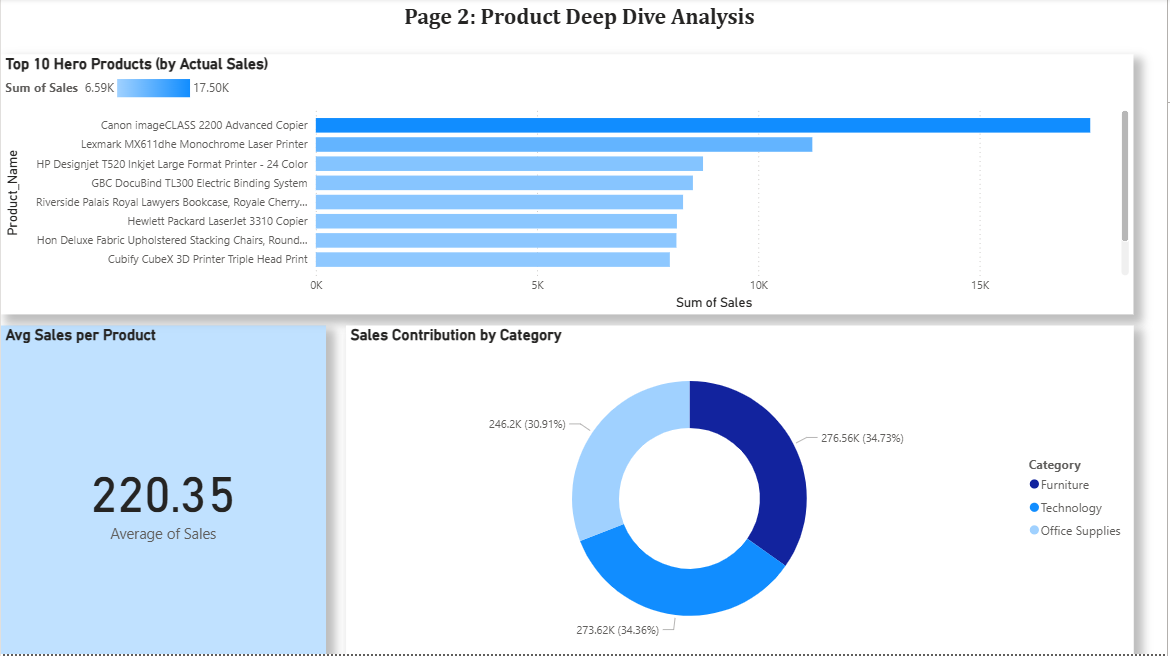 Page 2: Product Deep Dive Analysis
Top 10 Hero Products (by Actual Sales)
Sum of Sales 6.59K 17.50K
Product_Name
Canon imageCLASS 2200 Advanced Copier
Lexmark MX611dhe Monochrome Laser Printer
HP Designjet T520 Inkjet Large Format Printer - 24 Color
GBC DocuBind TL300 Electric Binding System
Riverside Palais Royal Lawyers Bookcase, Royale Cherry...
Hewlett Packard LaserJet 3310 Copier
Hon Deluxe Fabric Upholstered Stacking Chairs, Round...
Cubify CubeX 3D Printer Triple Head Print
0K 5K 10K 15K
Sum of Sales
Avg Sales per Product
220.35
Average of Sales
Sales Contribution by Category
246.2K (30.91%)
276.56K (34.73%)
273.62K (34.36%)
Category
Furniture
Technology
Office Supplies